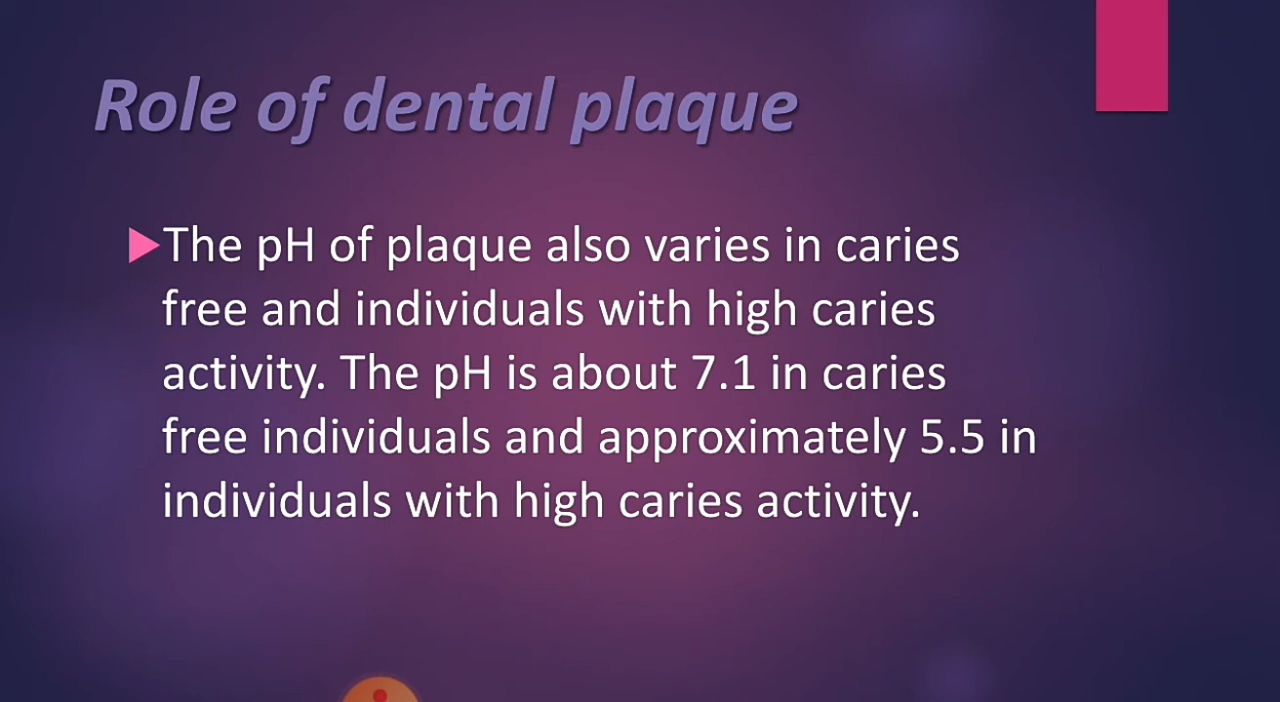 Role of dental plaque
The pH of plaque also varies in caries
free and individuals with high caries
activity. The pH is about 7.1 in caries
free individuals and approximately 5.5 in
individuals with high caries activity.